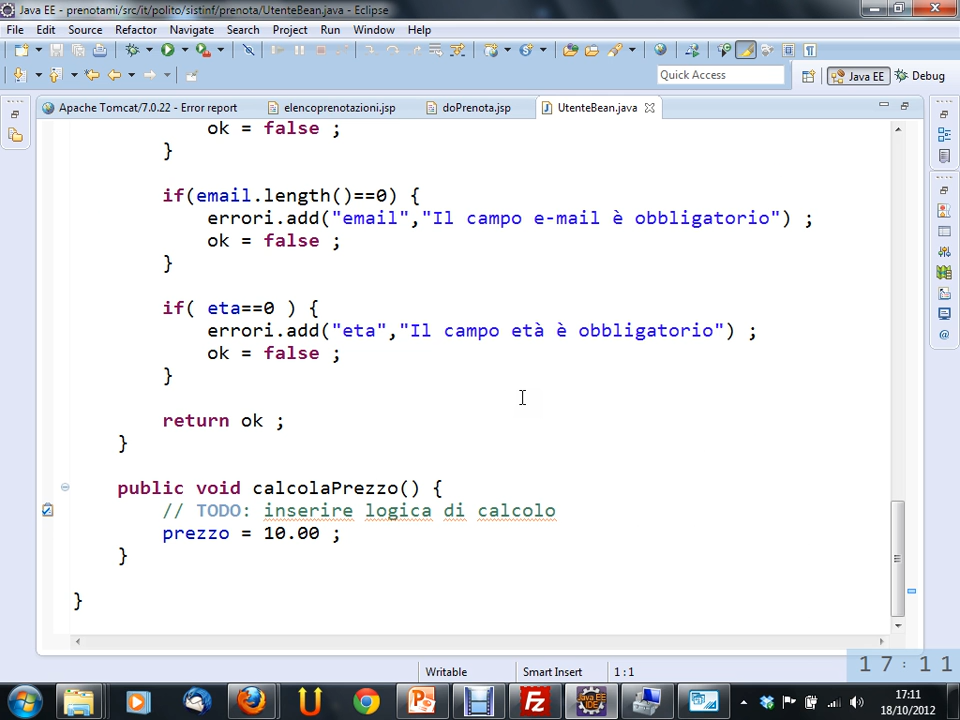 Java EE - prenotami/src/it/polito/sistinf/prenota/UtenteBean.java - Eclipse
File Edit Source Refactor Navigate Search Project Run Window Help
Quick Access Java EE Debug
Apache Tomcat/7.0.22 - Error report elencoprenotazioni.jsp doPrenota.jsp UtenteBean.java
ok = false ;
}
if(email.length()==0) {
errori.add("email","Il campo e-mail è obbligatorio") ;
ok = false ;
}
if( eta==0 ) {
errori.add("eta","Il campo età è obbligatorio") ;
ok = false ;
}
return ok ;
}
public void calcolaPrezzo() {
// TODO: inserire logica di calcolo
prezzo = 10.00 ;
}
}
17:11
Writable Smart Insert 1 : 1
17:11
18/10/2012